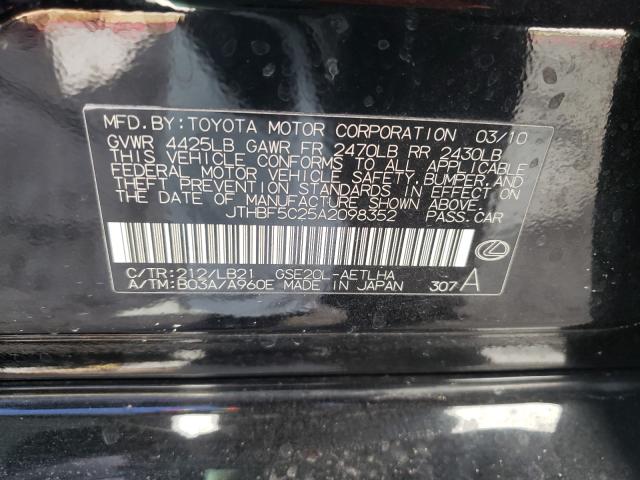 MFD.BY:TOYOTA MOTOR CORPORATION 03/10
GVWR 4425LB GAWR FR 2470LB RR 2430LB
THIS VEHICLE CONFORMS TO ALL APPLICABLE
FEDERAL MOTOR VEHICLE SAFETY,BUMPER,AND
THEFT PREVENTION STANDARDS IN EFFECT ON
THE DATE OF MANUFACTURE SHOWN ABOVE.
JTHBF5C25A2098352 PASS.CAR
C/TR:212/LB21 GSE20L-AETLHA
A/TM:B03A/A960E MADE IN JAPAN 307 A